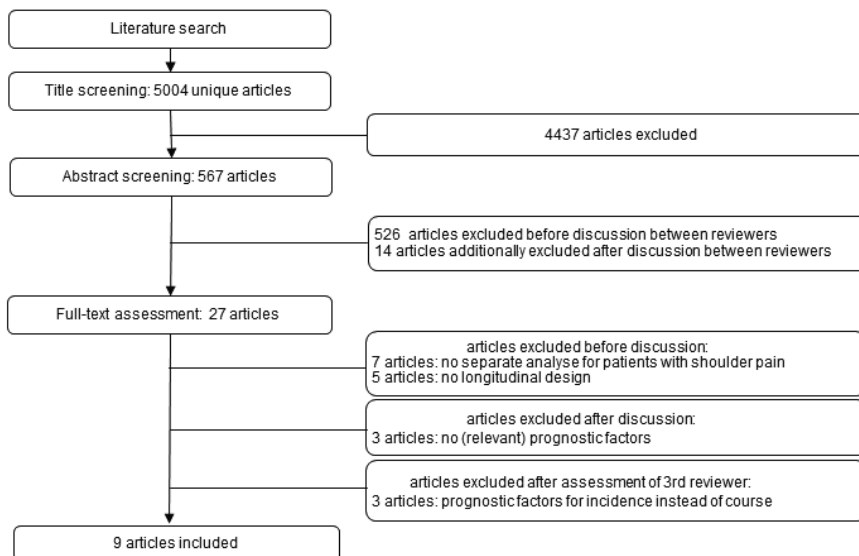 Literature search
Title screening: 5004 unique articles
4437 articles excluded
Abstract screening: 567 articles
526 articles excluded before discussion between reviewers
14 articles additionally excluded after discussion between reviewers
Full-text assessment: 27 articles
articles excluded before discussion:
7 articles: no separate analyse for patients with shoulder pain
5 articles: no longitudinal design
articles excluded after discussion:
3 articles: no (relevant) prognostic factors
articles excluded after assessment of 3rd reviewer:
3 articles: prognostic factors for incidence instead of course
9 articles included